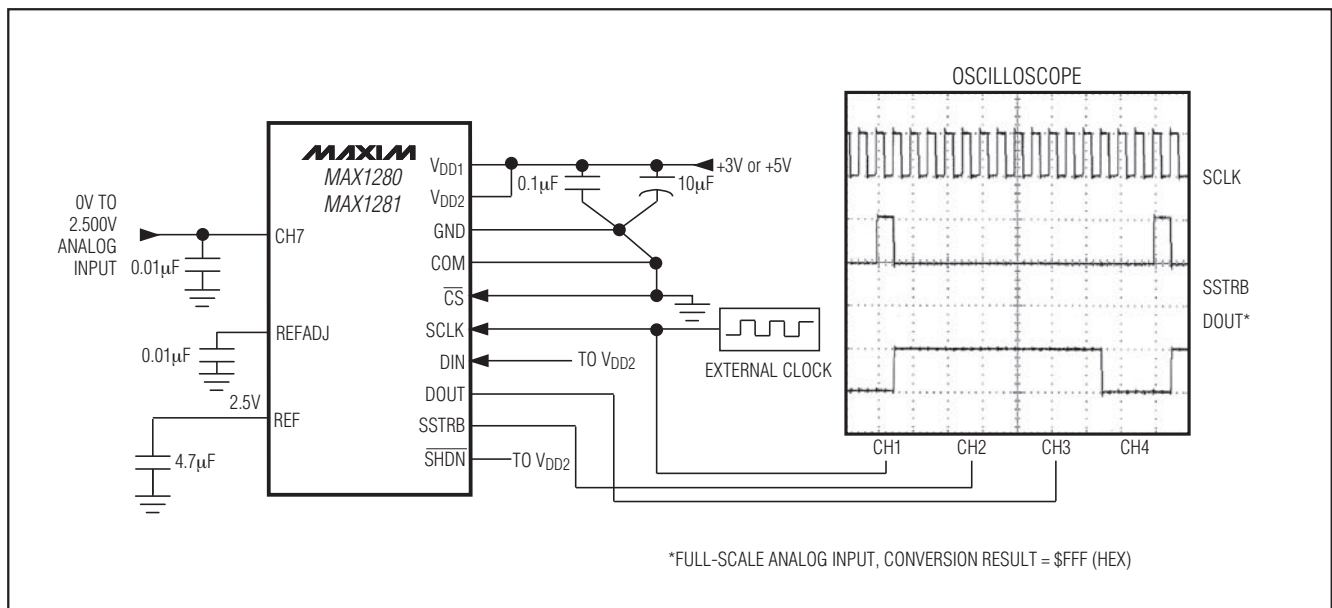 OSCILLOSCOPE
MAXIM
MAX1280
MAX1281
0V TO
2.500V
ANALOG
INPUT
0.01µF
CH7
REFADJ
0.01µF
2.5V
REF
4.7µF
VDD1
VDD2
GND
COM
CS
SCLK
DIN
DOUT
SSTRB
SHDN
0.1µF
10µF
+3V or +5V
EXTERNAL CLOCK
TO VDD2
TO VDD2
SCLK
SSTRB
DOUT*
CH1
CH2
CH3
CH4
*FULL-SCALE ANALOG INPUT, CONVERSION RESULT = $FFF (HEX)